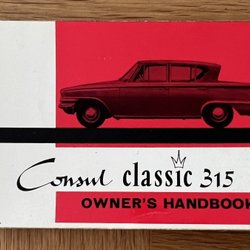 Consul classic 315
OWNER'S HANDBOOK